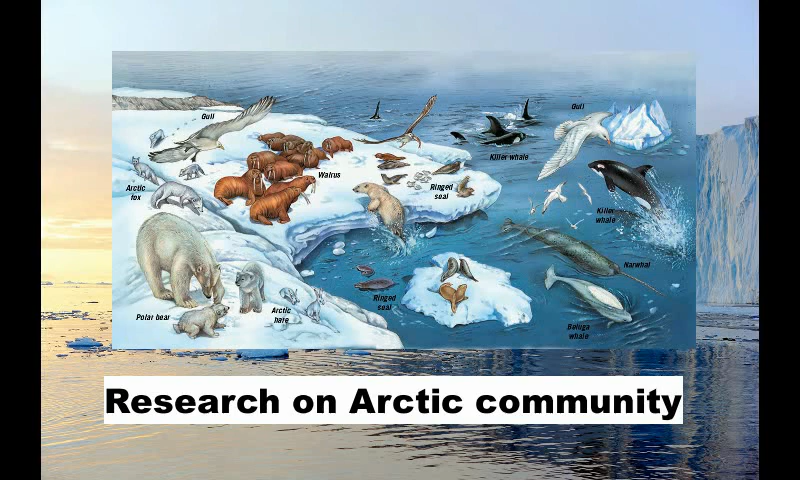 Gull
Gull
Killer whale
Walrus
Arctic
fox
Ringed
seal
Killer
whale
Narwhal
Ringed
seal
Polar bear
Arctic
hare
Beluga
whale
Research on Arctic community